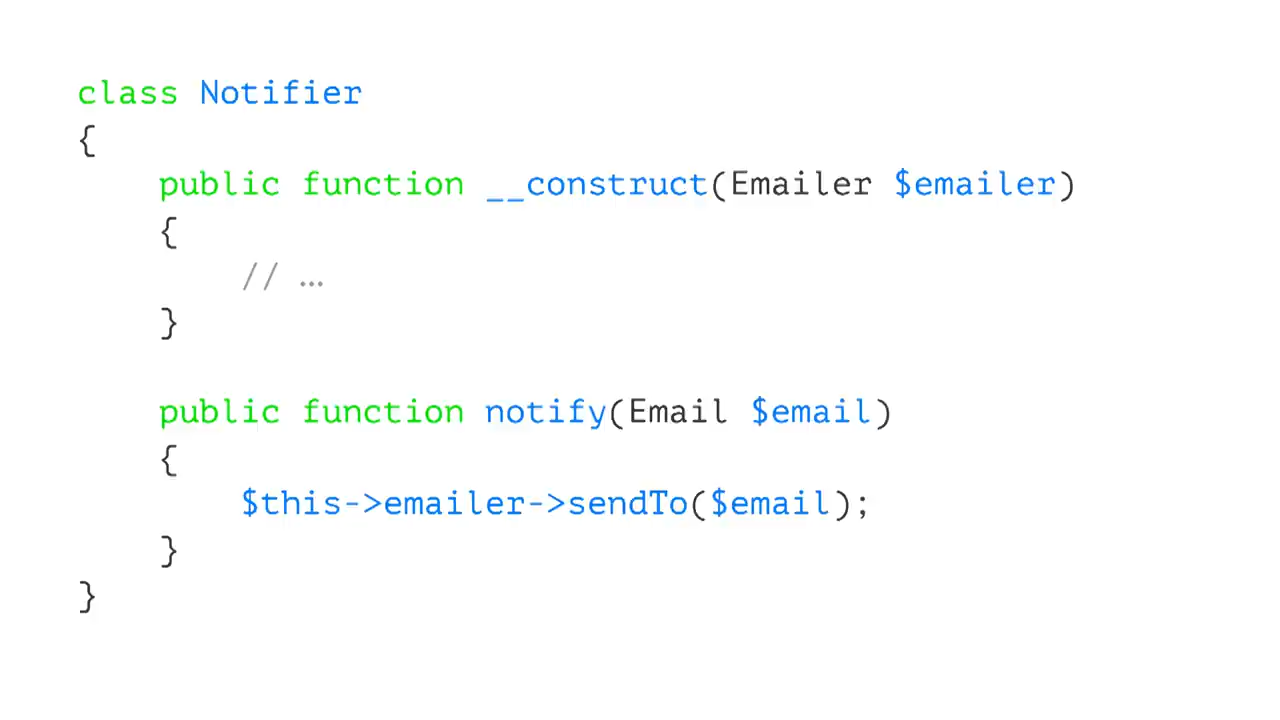 class Notifier
{
    public function __construct(Emailer $emailer)
    {
        // …
    }

    public function notify(Email $email)
    {
        $this->emailer->sendTo($email);
    }
}